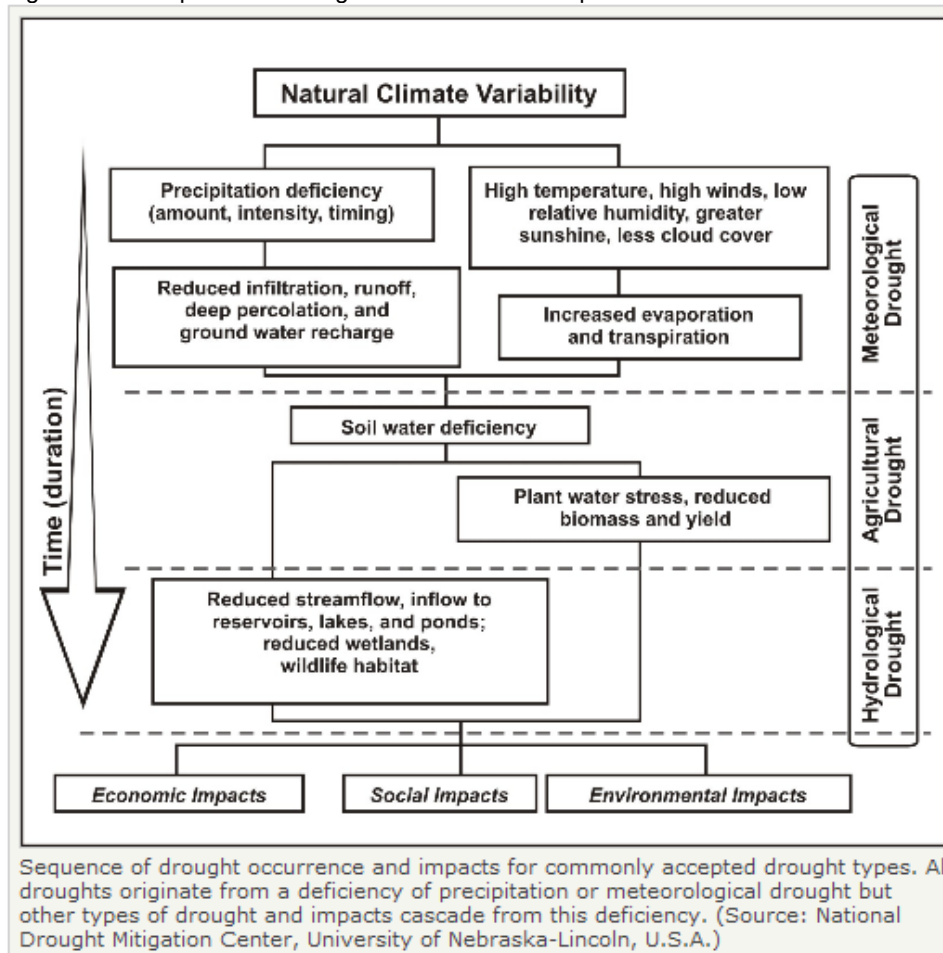 Natural Climate Variability
Precipitation deficiency
(amount, intensity, timing)
High temperature, high winds, low
relative humidity, greater
sunshine, less cloud cover
Reduced infiltration, runoff,
deep percolation, and
ground water recharge
Increased evaporation
and transpiration
Meteorological
Drought
Time (duration)
Soil water deficiency
Plant water stress, reduced
biomass and yield
Agricultural
Drought
Reduced streamflow, inflow to
reservoirs, lakes, and ponds;
reduced wetlands,
wildlife habitat
Hydrological
Drought
Economic Impacts
Social Impacts
Environmental Impacts
Sequence of drought occurrence and impacts for commonly accepted drought types.
droughts originate from a deficiency of precipitation or meteorological drought but
other types of drought and impacts cascade from this deficiency. (Source: National
Drought Mitigation Center, University of Nebraska-Lincoln, U.S.A.)